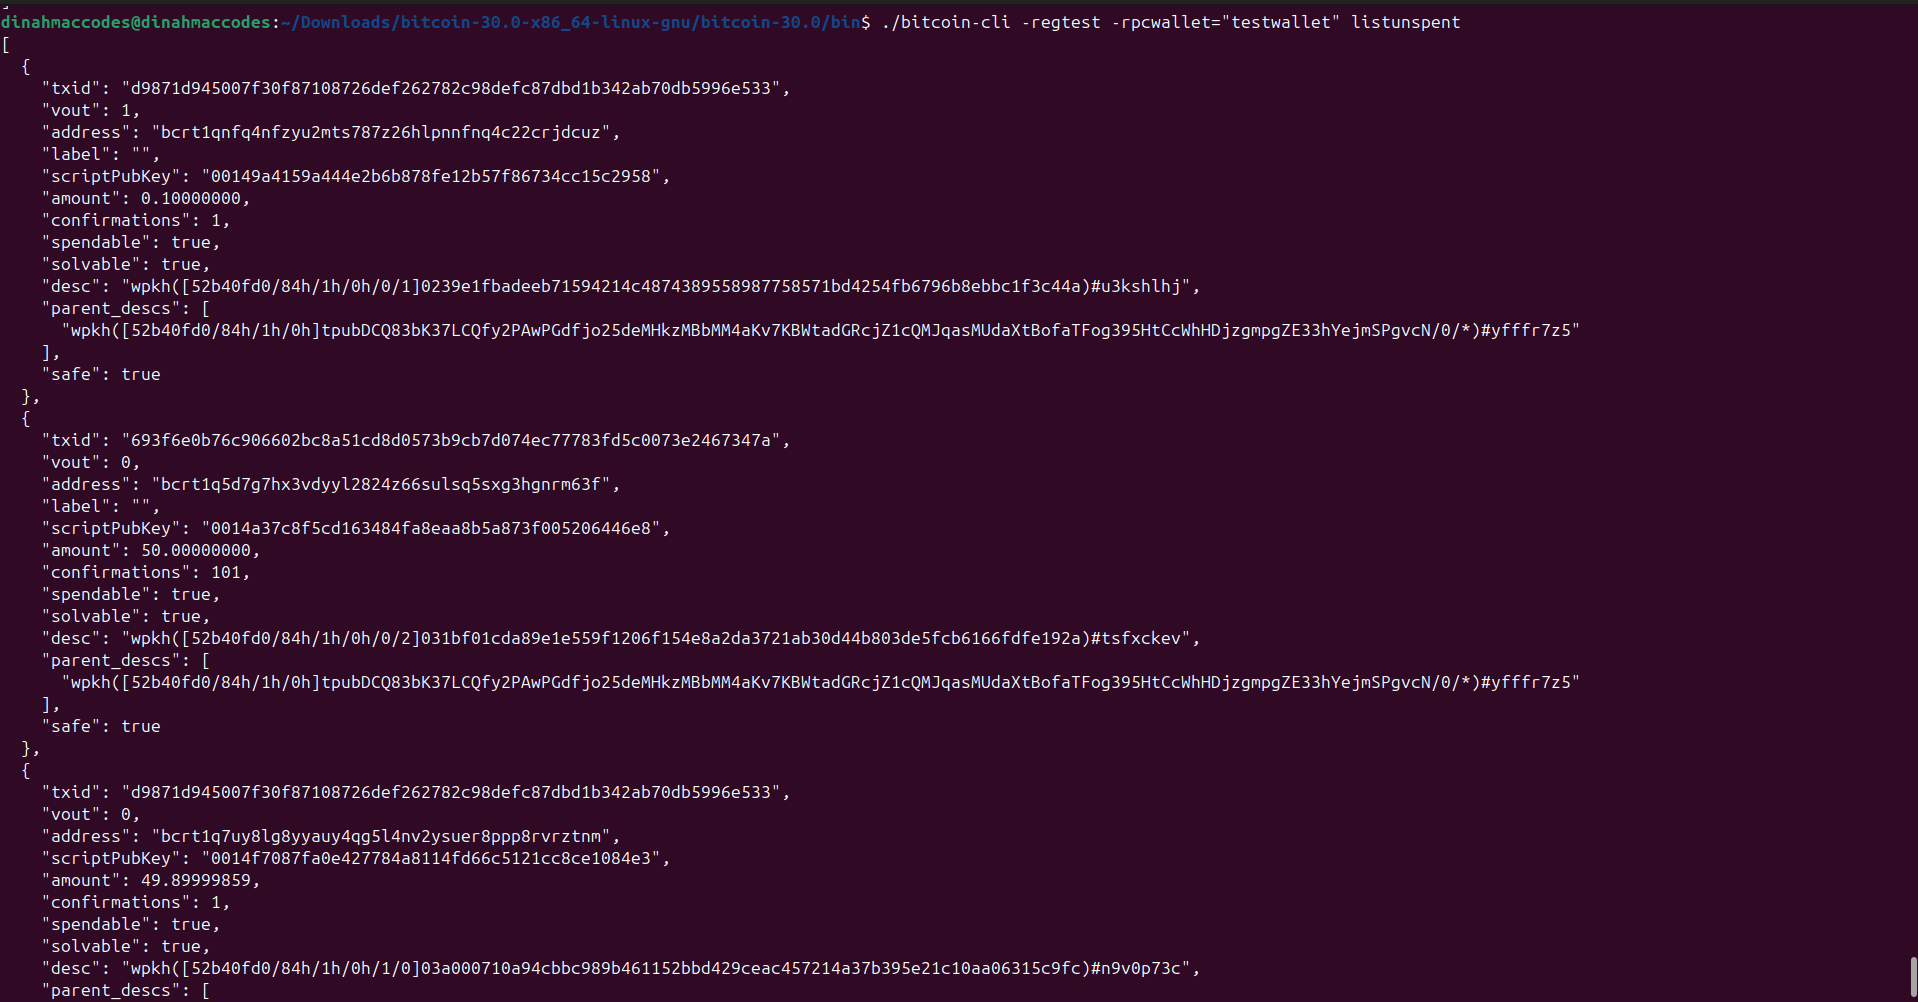 ]
dinahmaccodes@dinahmaccodes:~/Downloads/bitcoin-30.0-x86_64-linux-gnu/bitcoin-30.0/bin$ ./bitcoin-cli -regtest -rpcwallet="testwallet" listunspent
[
  {
    "txid": "d9871d945007f30f87108726def262782c98defc87dbd1b342ab70db5996e533",
    "vout": 1,
    "address": "bcrt1qnfq4nfzyu2mts787z26hlpnnfnq4c22crjdcuz",
    "label": "",
    "scriptPubKey": "00149a4159a444e2b6b878fe12b57f86734cc15c2958",
    "amount": 0.10000000,
    "confirmations": 1,
    "spendable": true,
    "solvable": true,
    "desc": "wpkh([52b40fd0/84h/1h/0h/0/1]0239e1fbadeeb71594214c4874389558987758571bd4254fb6796b8ebbc1f3c44a)#u3kshlhj",
    "parent_descs": [
      "wpkh([52b40fd0/84h/1h/0h]tpubDCQ83bK37LCQfy2PAwPGdfjo25deMHkzMBbMM4aKv7KBWtadGRcjZ1cQMJqasMUdaXtBofaTFog395HtCcWhHDjzgmpgZE33hYejmSPgvcN/0/*)#yfffr7z5"
    ],
    "safe": true
  },
  {
    "txid": "693f6e0b76c906602bc8a51cd8d0573b9cb7d074ec77783fd5c0073e2467347a",
    "vout": 0,
    "address": "bcrt1q5d7g7hx3vdyyl2824z66sulsq5sxg3hgnrm63f",
    "label": "",
    "scriptPubKey": "0014a37c8f5cd163484fa8eaa8b5a873f005206446e8",
    "amount": 50.00000000,
    "confirmations": 101,
    "spendable": true,
    "solvable": true,
    "desc": "wpkh([52b40fd0/84h/1h/0h/0/2]031bf01cda89e1e559f1206f154e8a2da3721ab30d44b803de5fcb6166fdfe192a)#tsfxckev",
    "parent_descs": [
      "wpkh([52b40fd0/84h/1h/0h]tpubDCQ83bK37LCQfy2PAwPGdfjo25deMHkzMBbMM4aKv7KBWtadGRcjZ1cQMJqasMUdaXtBofaTFog395HtCcWhHDjzgmpgZE33hYejmSPgvcN/0/*)#yfffr7z5"
    ],
    "safe": true
  },
  {
    "txid": "d9871d945007f30f87108726def262782c98defc87dbd1b342ab70db5996e533",
    "vout": 0,
    "address": "bcrt1q7uy8lg8yyauy4qg5l4nv2ysuer8ppp8rvrztnm",
    "scriptPubKey": "0014f7087fa0e427784a8114fd66c5121cc8ce1084e3",
    "amount": 49.89999859,
    "confirmations": 1,
    "spendable": true,
    "solvable": true,
    "desc": "wpkh([52b40fd0/84h/1h/0h/1/0]03a000710a94cbbc989b461152bbd429ceac457214a37b395e21c10aa06315c9fc)#n9v0p73c",
    "parent_descs": [